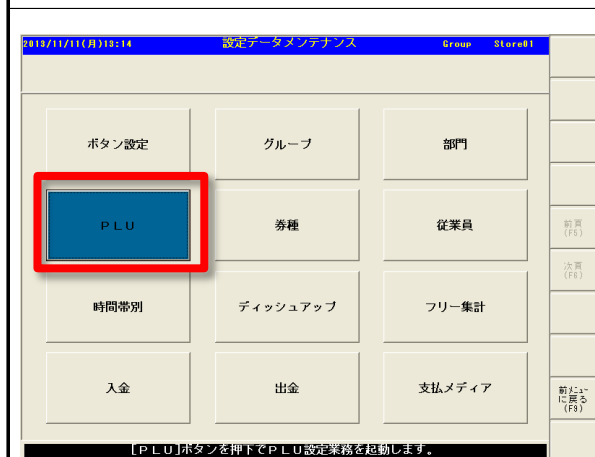 2013/11/11(月)13:14 設定データメンテナンス Group Store01
ボタン設定 グループ 部門
ＰＬＵ 券種 従業員
前頁
(F5)
次頁
(F6)
時間帯別 ディッシュアップ フリー集計
入金 出金 支払メディア
前ﾒﾆｭｰ
に戻る
(F9)
[ＰＬＵ]ボタンを押下でＰＬＵ設定業務を起動します。